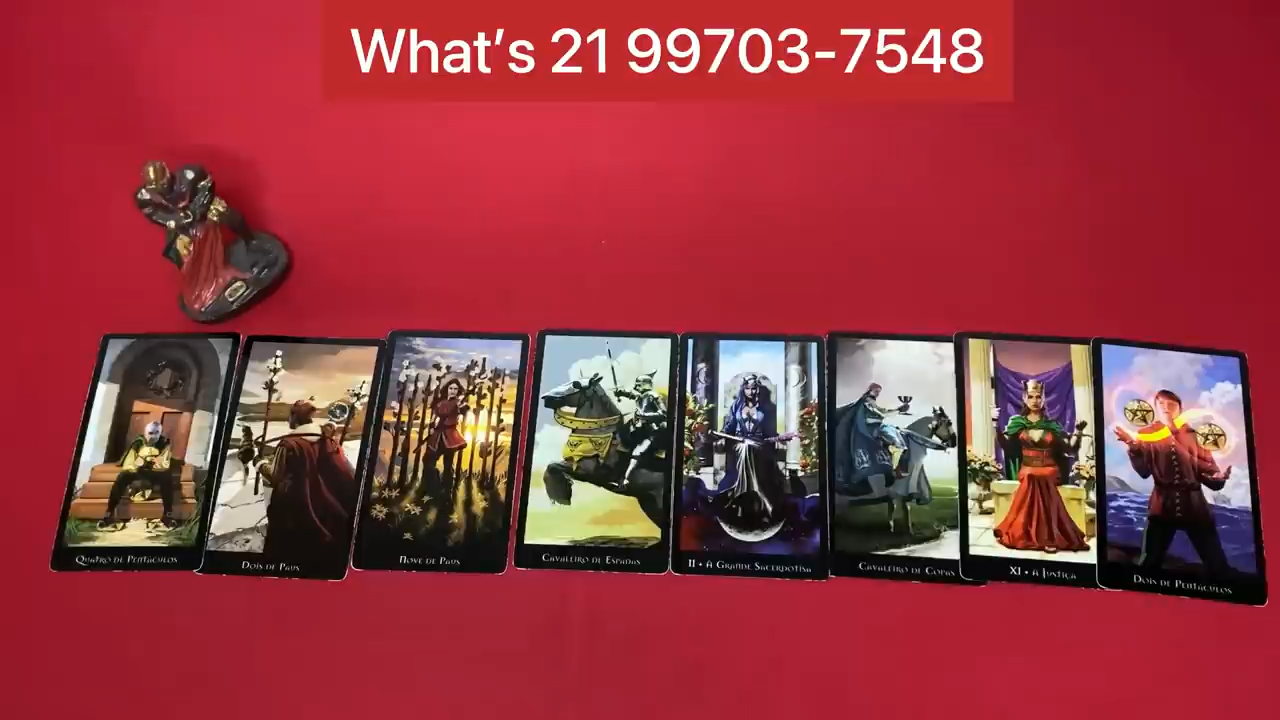 What's 21 99703-7548
Quatro de Pentáculos
Dois de Paus
Nove de Paus
Cavaleiro de Espadas
II • A Grande Sacerdotisa
Cavaleiro de Copas
XI • A Justiça
Dois de Pentáculos